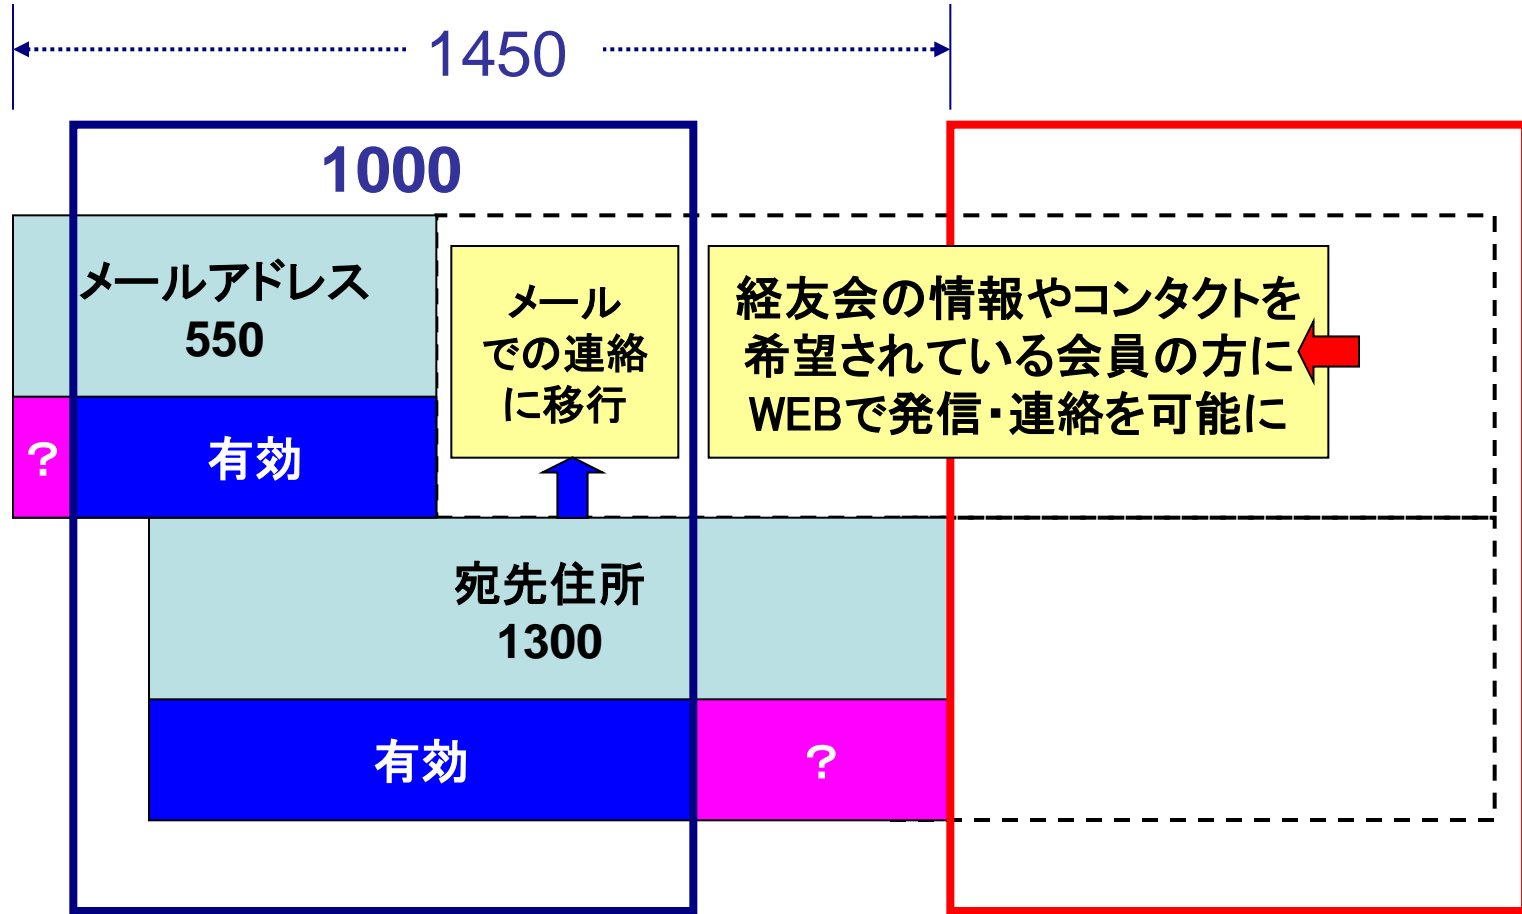 1450
1000
メールアドレス
550
メール
での連絡
に移行
経友会の情報やコンタクトを
希望されている会員の方に
WEBで発信・連絡を可能に
？
有効
宛先住所
1300
有効
？